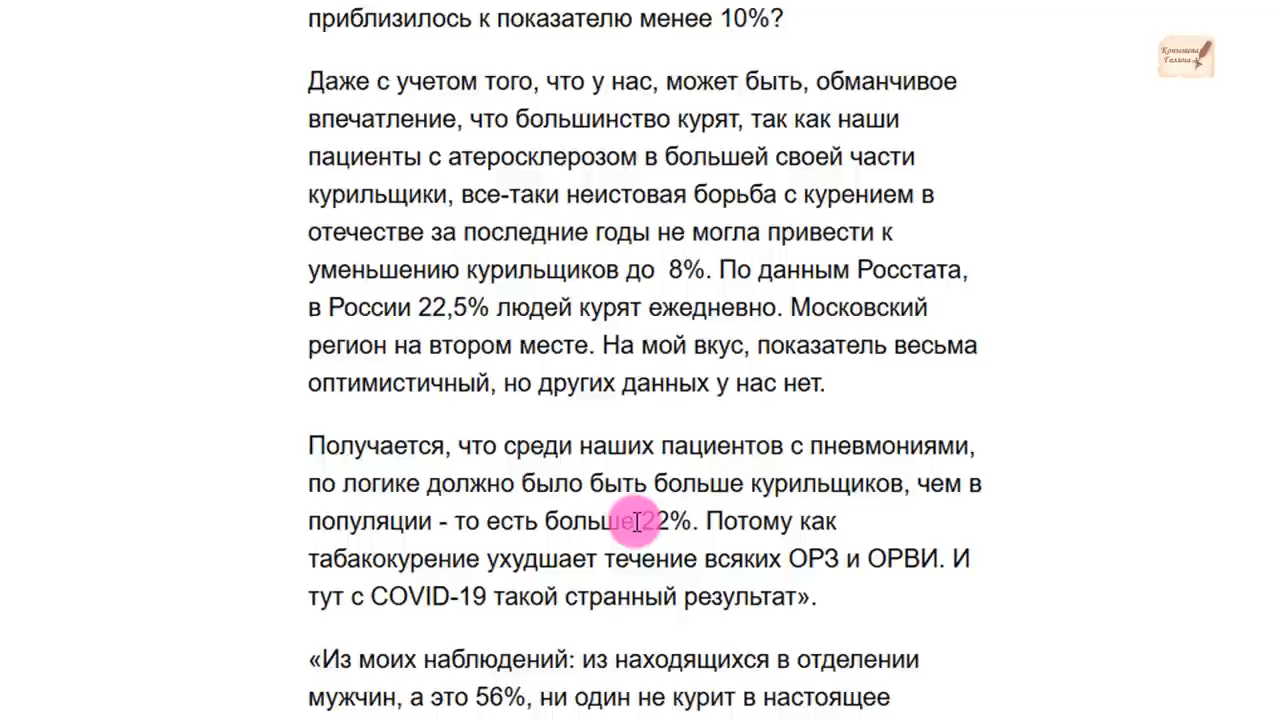 приблизилось к показателю менее 10%?
Копышева
Галина
Даже с учетом того, что у нас, может быть, обманчивое
впечатление, что большинство курят, так как наши
пациенты с атеросклерозом в большей своей части
курильщики, все-таки неистовая борьба с курением в
отечестве за последние годы не могла привести к
уменьшению курильщиков до 8%. По данным Росстата,
в России 22,5% людей курят ежедневно. Московский
регион на втором месте. На мой вкус, показатель весьма
оптимистичный, но других данных у нас нет.
Получается, что среди наших пациентов с пневмониями,
по логике должно было быть больше курильщиков, чем в
популяции - то есть больше 22%. Потому как
табакокурение ухудшает течение всяких ОРЗ и ОРВИ. И
тут с COVID-19 такой странный результат».
«Из моих наблюдений: из находящихся в отделении
мужчин, а это 56%, ни один не курит в настоящее